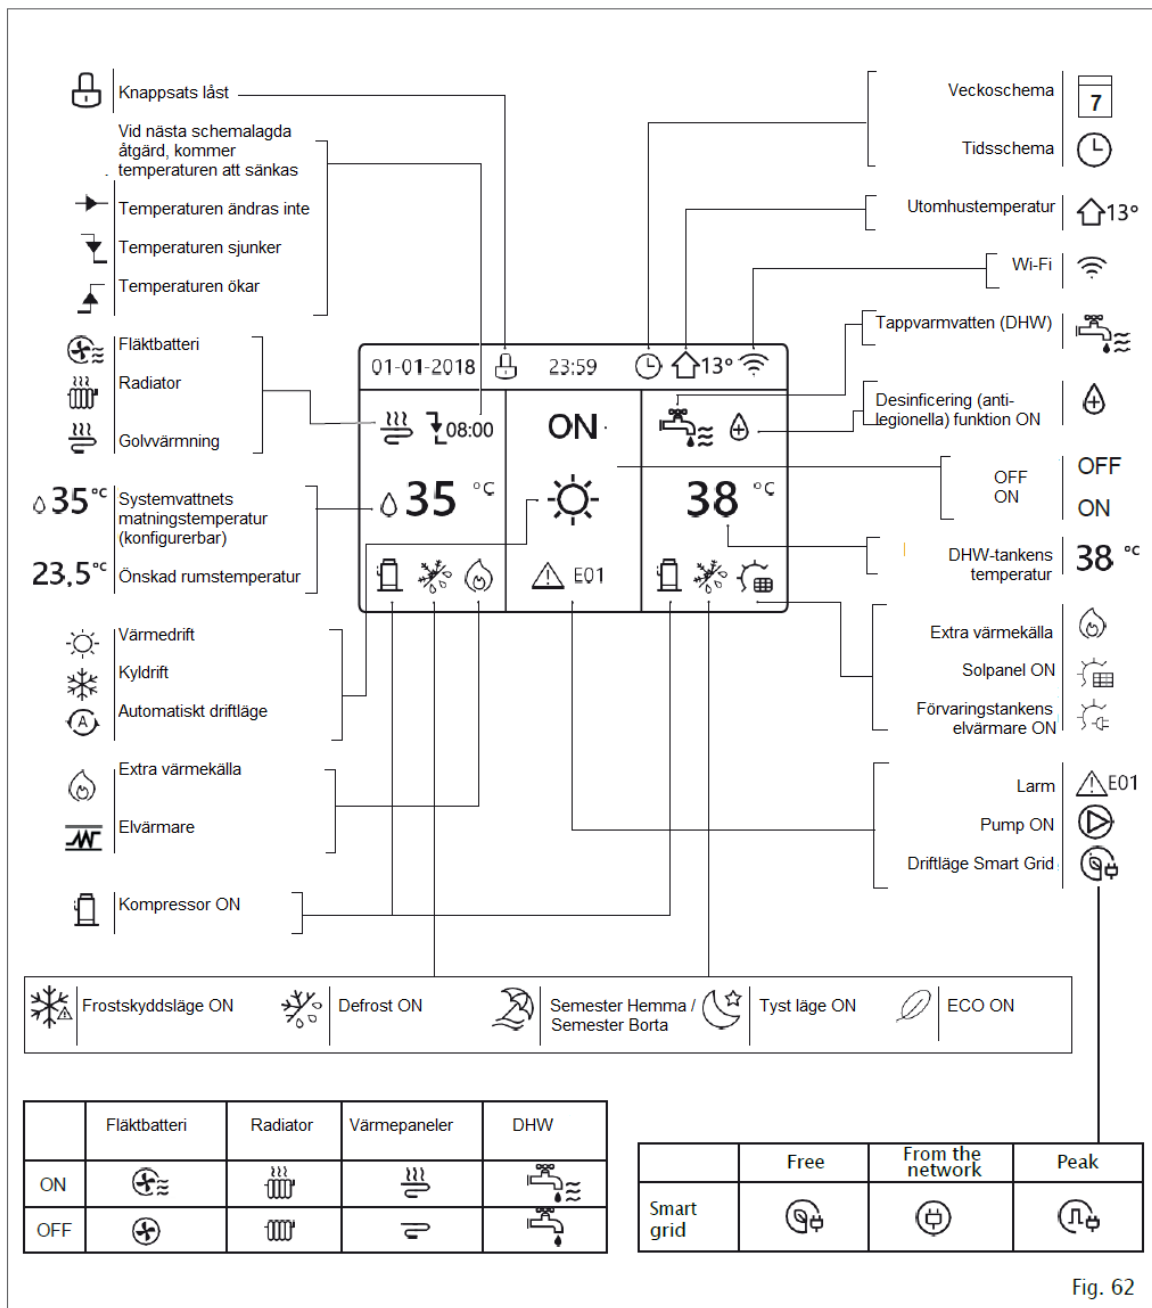 Knappsats låst
Vid nästa schemalagda
åtgärd, kommer
temperaturen att sänkas
Temperaturen ändras inte
Temperaturen sjunker
Temperaturen ökar
Fläktbatteri
Radiator
Golvvärmning
35°C
Systemvattnets
matningstemperatur
(konfigurerbar)
23.5°C
Önskad rumstemperatur
Värmedrift
Kyldrift
A
Automatiskt driftläge
Extra värmekälla
Elvärmare
Kompressor ON
01-01-2018
23:59
13°
08:00
ON
35 °C
38 °C
E01
Veckoschema
7
Tidsschema
Utomhustemperatur
13°
Wi-Fi
Tappvarmvatten (DHW)
Desinficering (anti-
legionella) funktion ON
OFF
ON
OFF
ON
DHW-tankens
temperatur
38 °C
Extra värmekälla
Solpanel ON
Förvaringstankens
elvärmare ON
Larm
E01
Pump ON
Driftläge Smart Grid
Frostskyddsläge ON
Defrost ON
Semester Hemma /
Semester Borta
Tyst läge ON
ECO ON
Fläktbatteri Radiator Värmepaneler DHW
ON
OFF
Free From the Peak
network
Smart
grid
Fig. 62